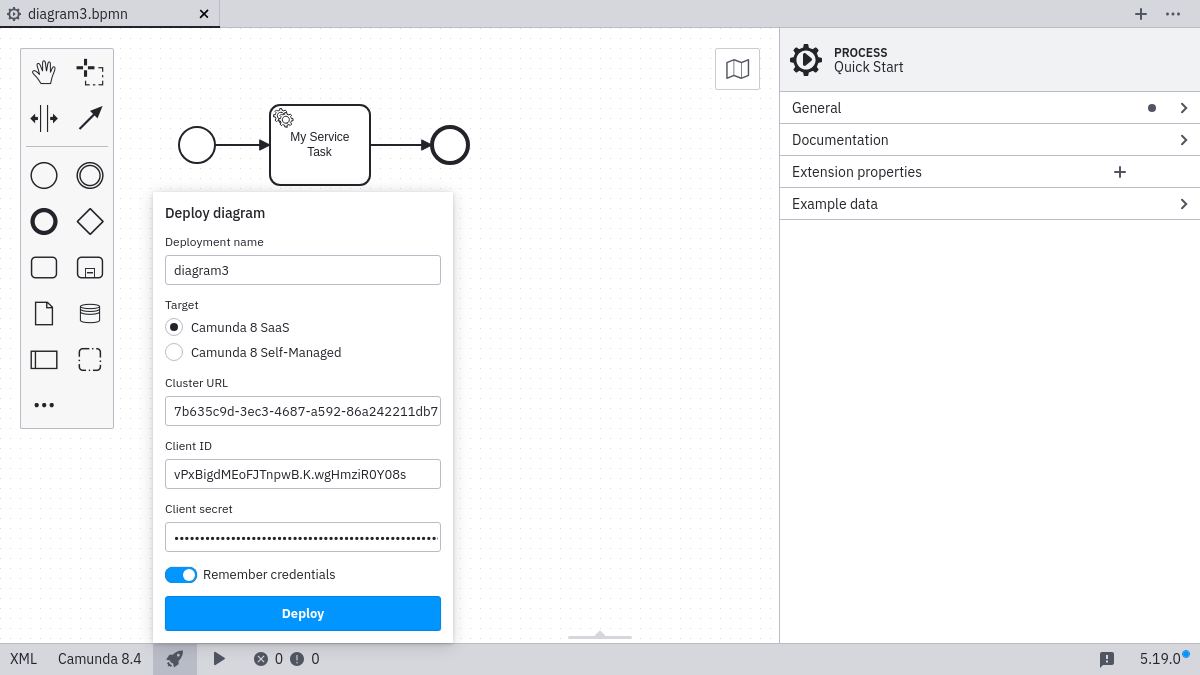 diagram3.bpmn
PROCESS
Quick Start
General
Documentation
Extension properties
Example data
My Service
Task
Deploy diagram
Deployment name
diagram3
Target
Camunda 8 SaaS
Camunda 8 Self-Managed
Cluster URL
7b635c9d-3ec3-4687-a592-86a242211db7
Client ID
vPxBigdMEoFJTnpwB.K.wgHmziR0Y08s
Client secret
Remember credentials
Deploy
XML Camunda 8.4 0 0 5.19.0